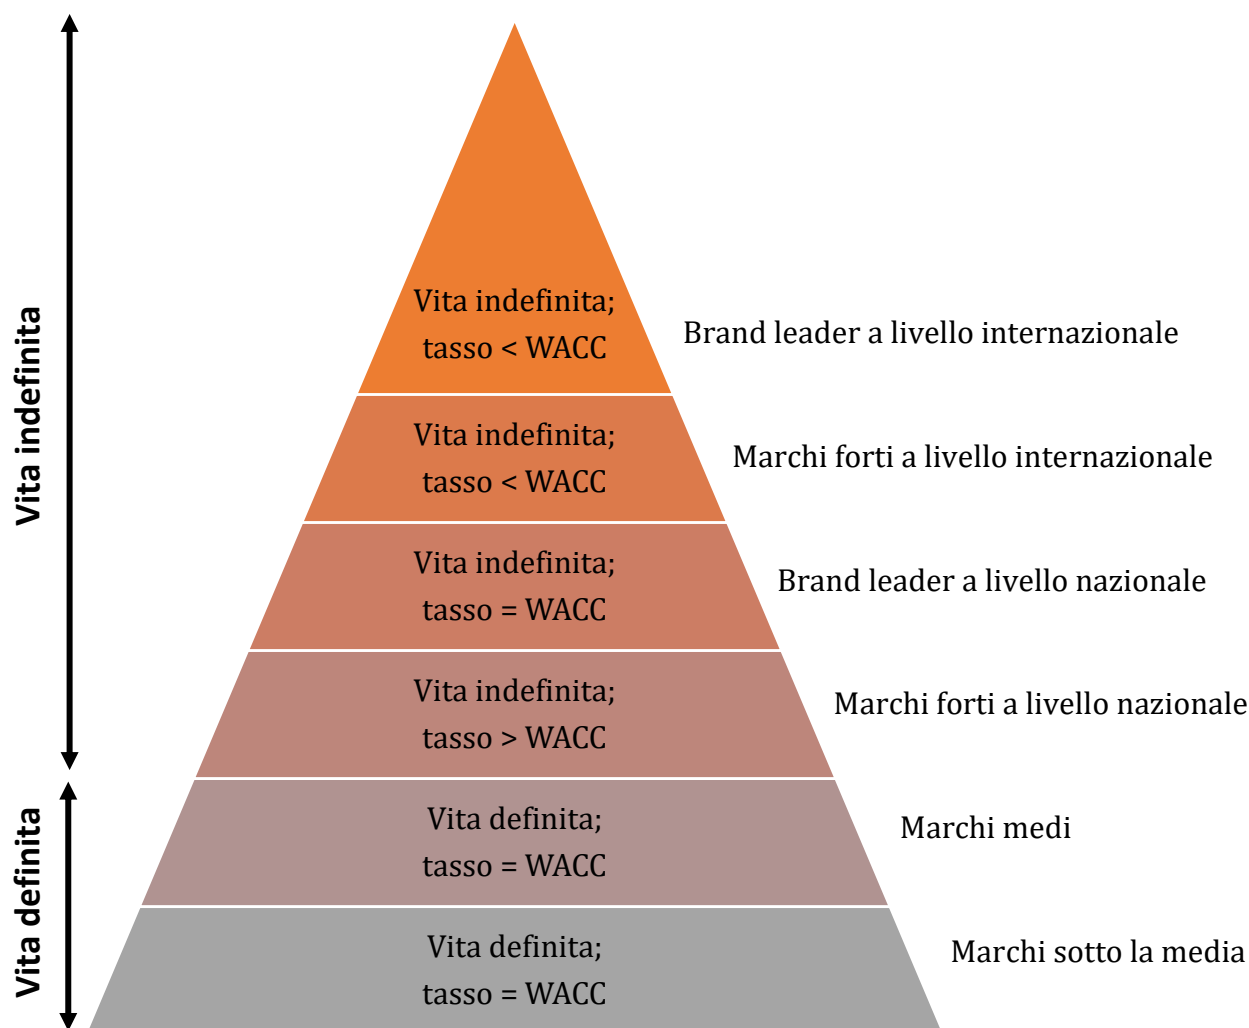 Vita indefinita
Vita indefinita;
tasso < WACC
Brand leader a livello internazionale
Vita indefinita;
tasso < WACC
Marchi forti a livello internazionale
Vita indefinita;
tasso = WACC
Brand leader a livello nazionale
Vita indefinita;
tasso > WACC
Marchi forti a livello nazionale
Vita definita
Vita definita;
tasso = WACC
Marchi medi
Vita definita;
tasso = WACC
Marchi sotto la media